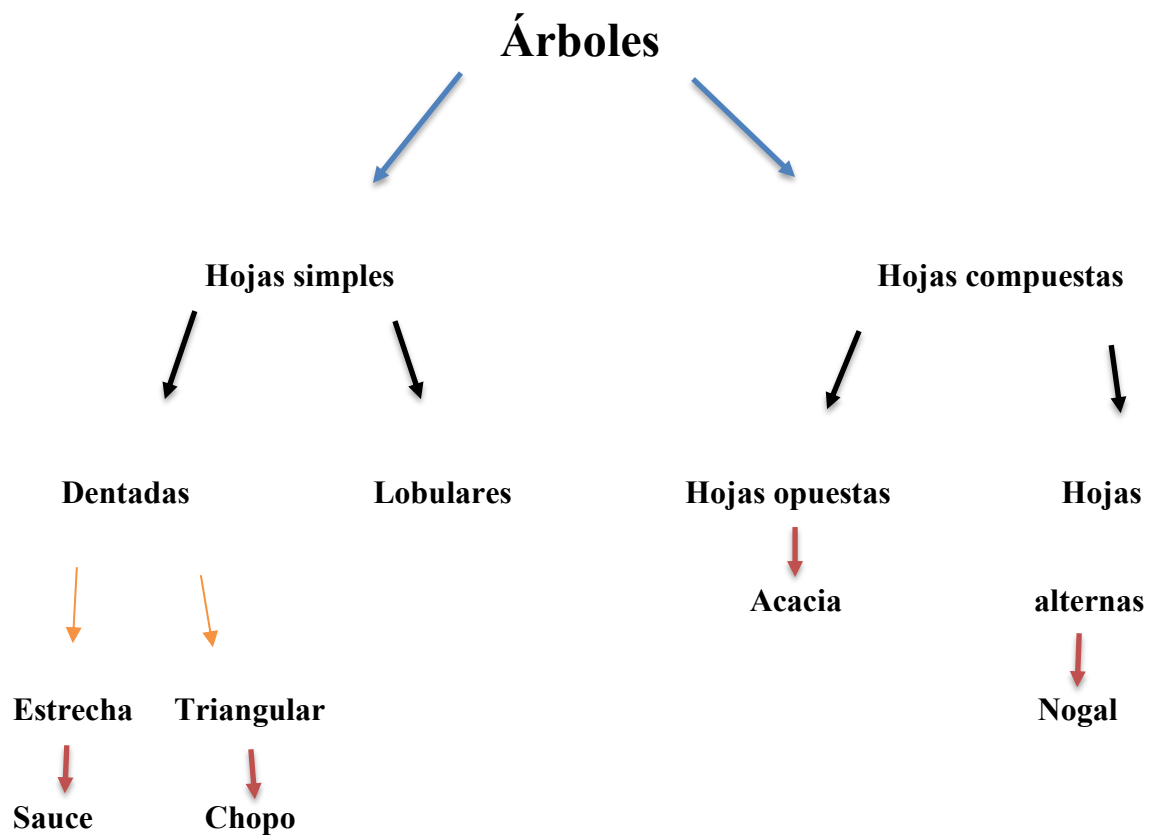 Árboles
Hojas simples Hojas compuestas
Dentadas Lobulares Hojas opuestas Hojas
Acacia alternas
Estrecha Triangular Nogal
Sauce Chopo